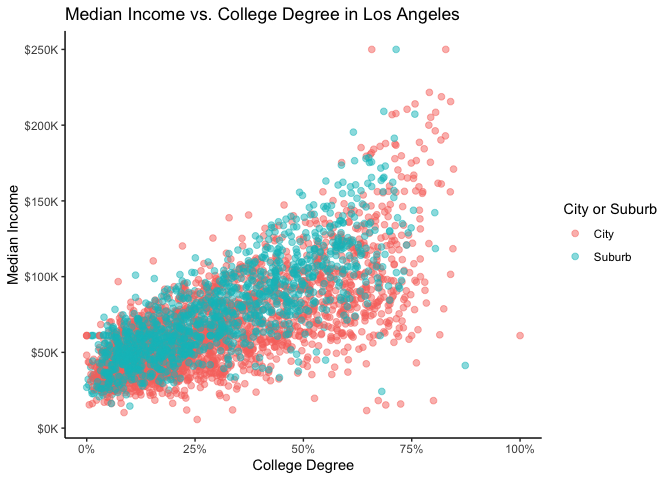 Median Income vs. College Degree in Los Angeles
$250K
$200K
$150K
$100K
$50K
$0K
Median Income
0%
25%
50%
75%
100%
College Degree
City or Suburb
City
Suburb